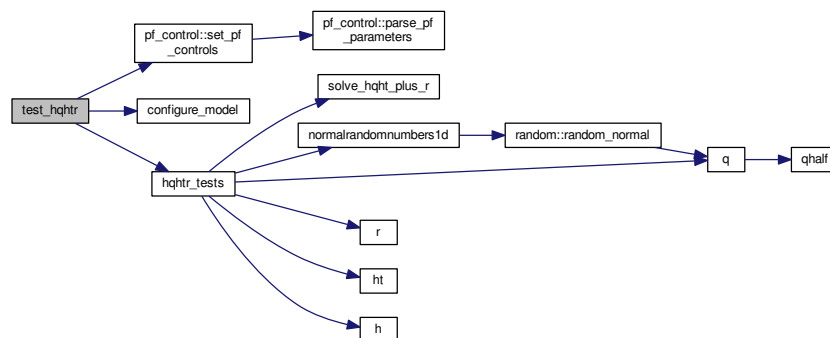 pf_control::set_pf
_controls
pf_control::parse_pf
_parameters
test_hqhtr
configure_model
solve_hqht_plus_r
normalrandomnumbers1d
random::random_normal
q
qhalf
hqhtr_tests
r
ht
h